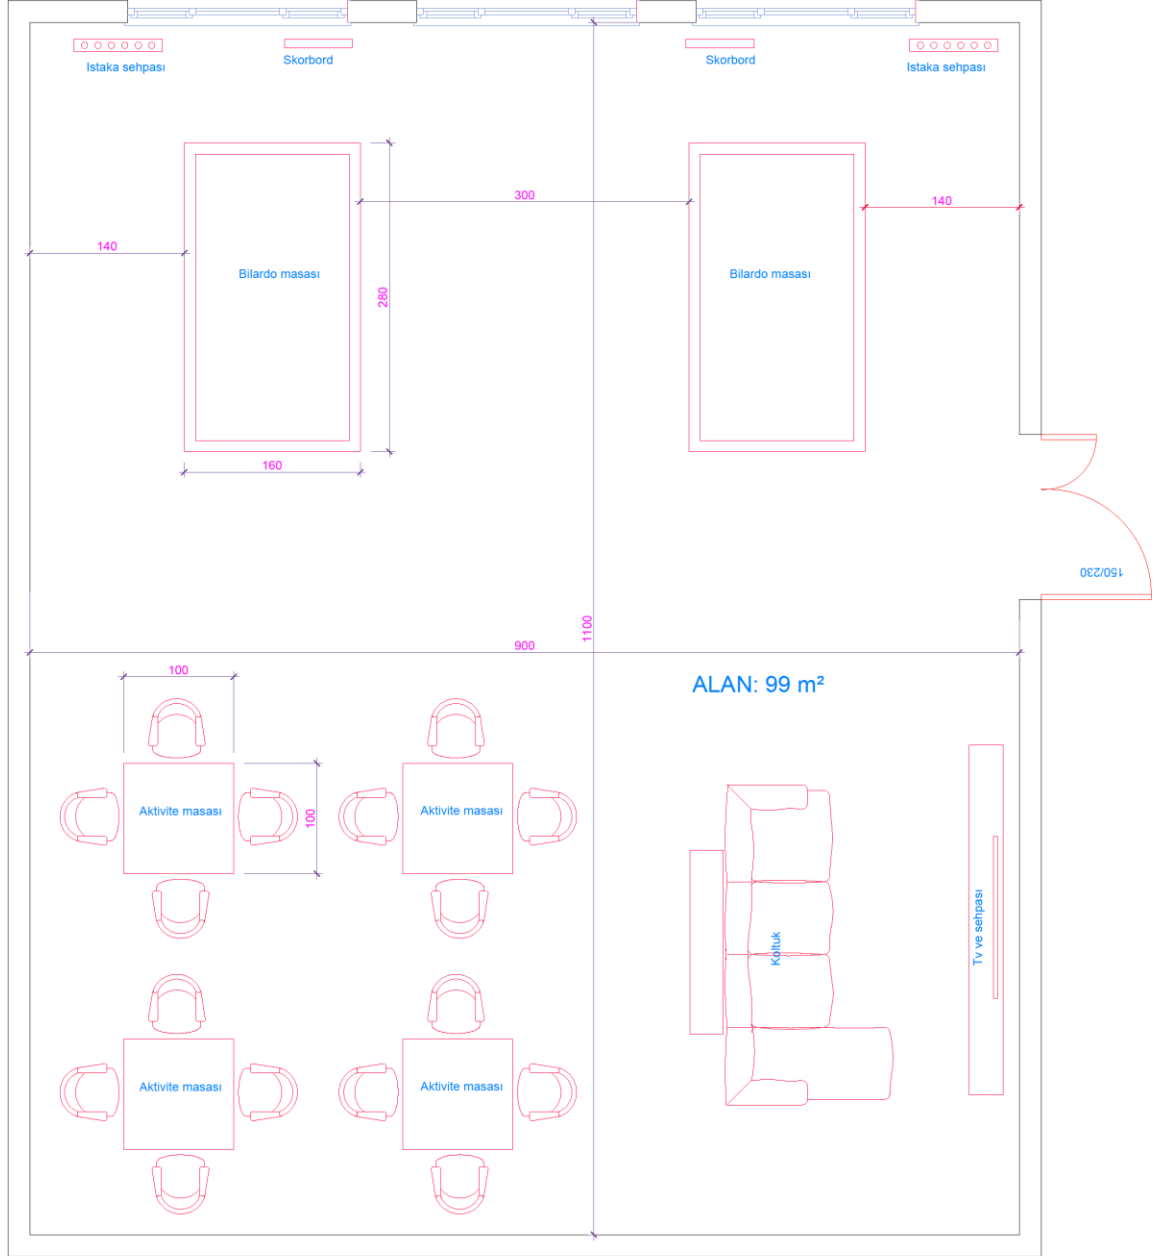 Istaka sehpası
Skorbord
Skorbord
Istaka sehpası
300
140
140
Bilardo masası
280
Bilardo masası
160
150/230
1100
900
100
ALAN: 99 m²
Aktivite masası
100
Aktivite masası
Koltuk
Tv ve sehpası
Aktivite masası
Aktivite masası